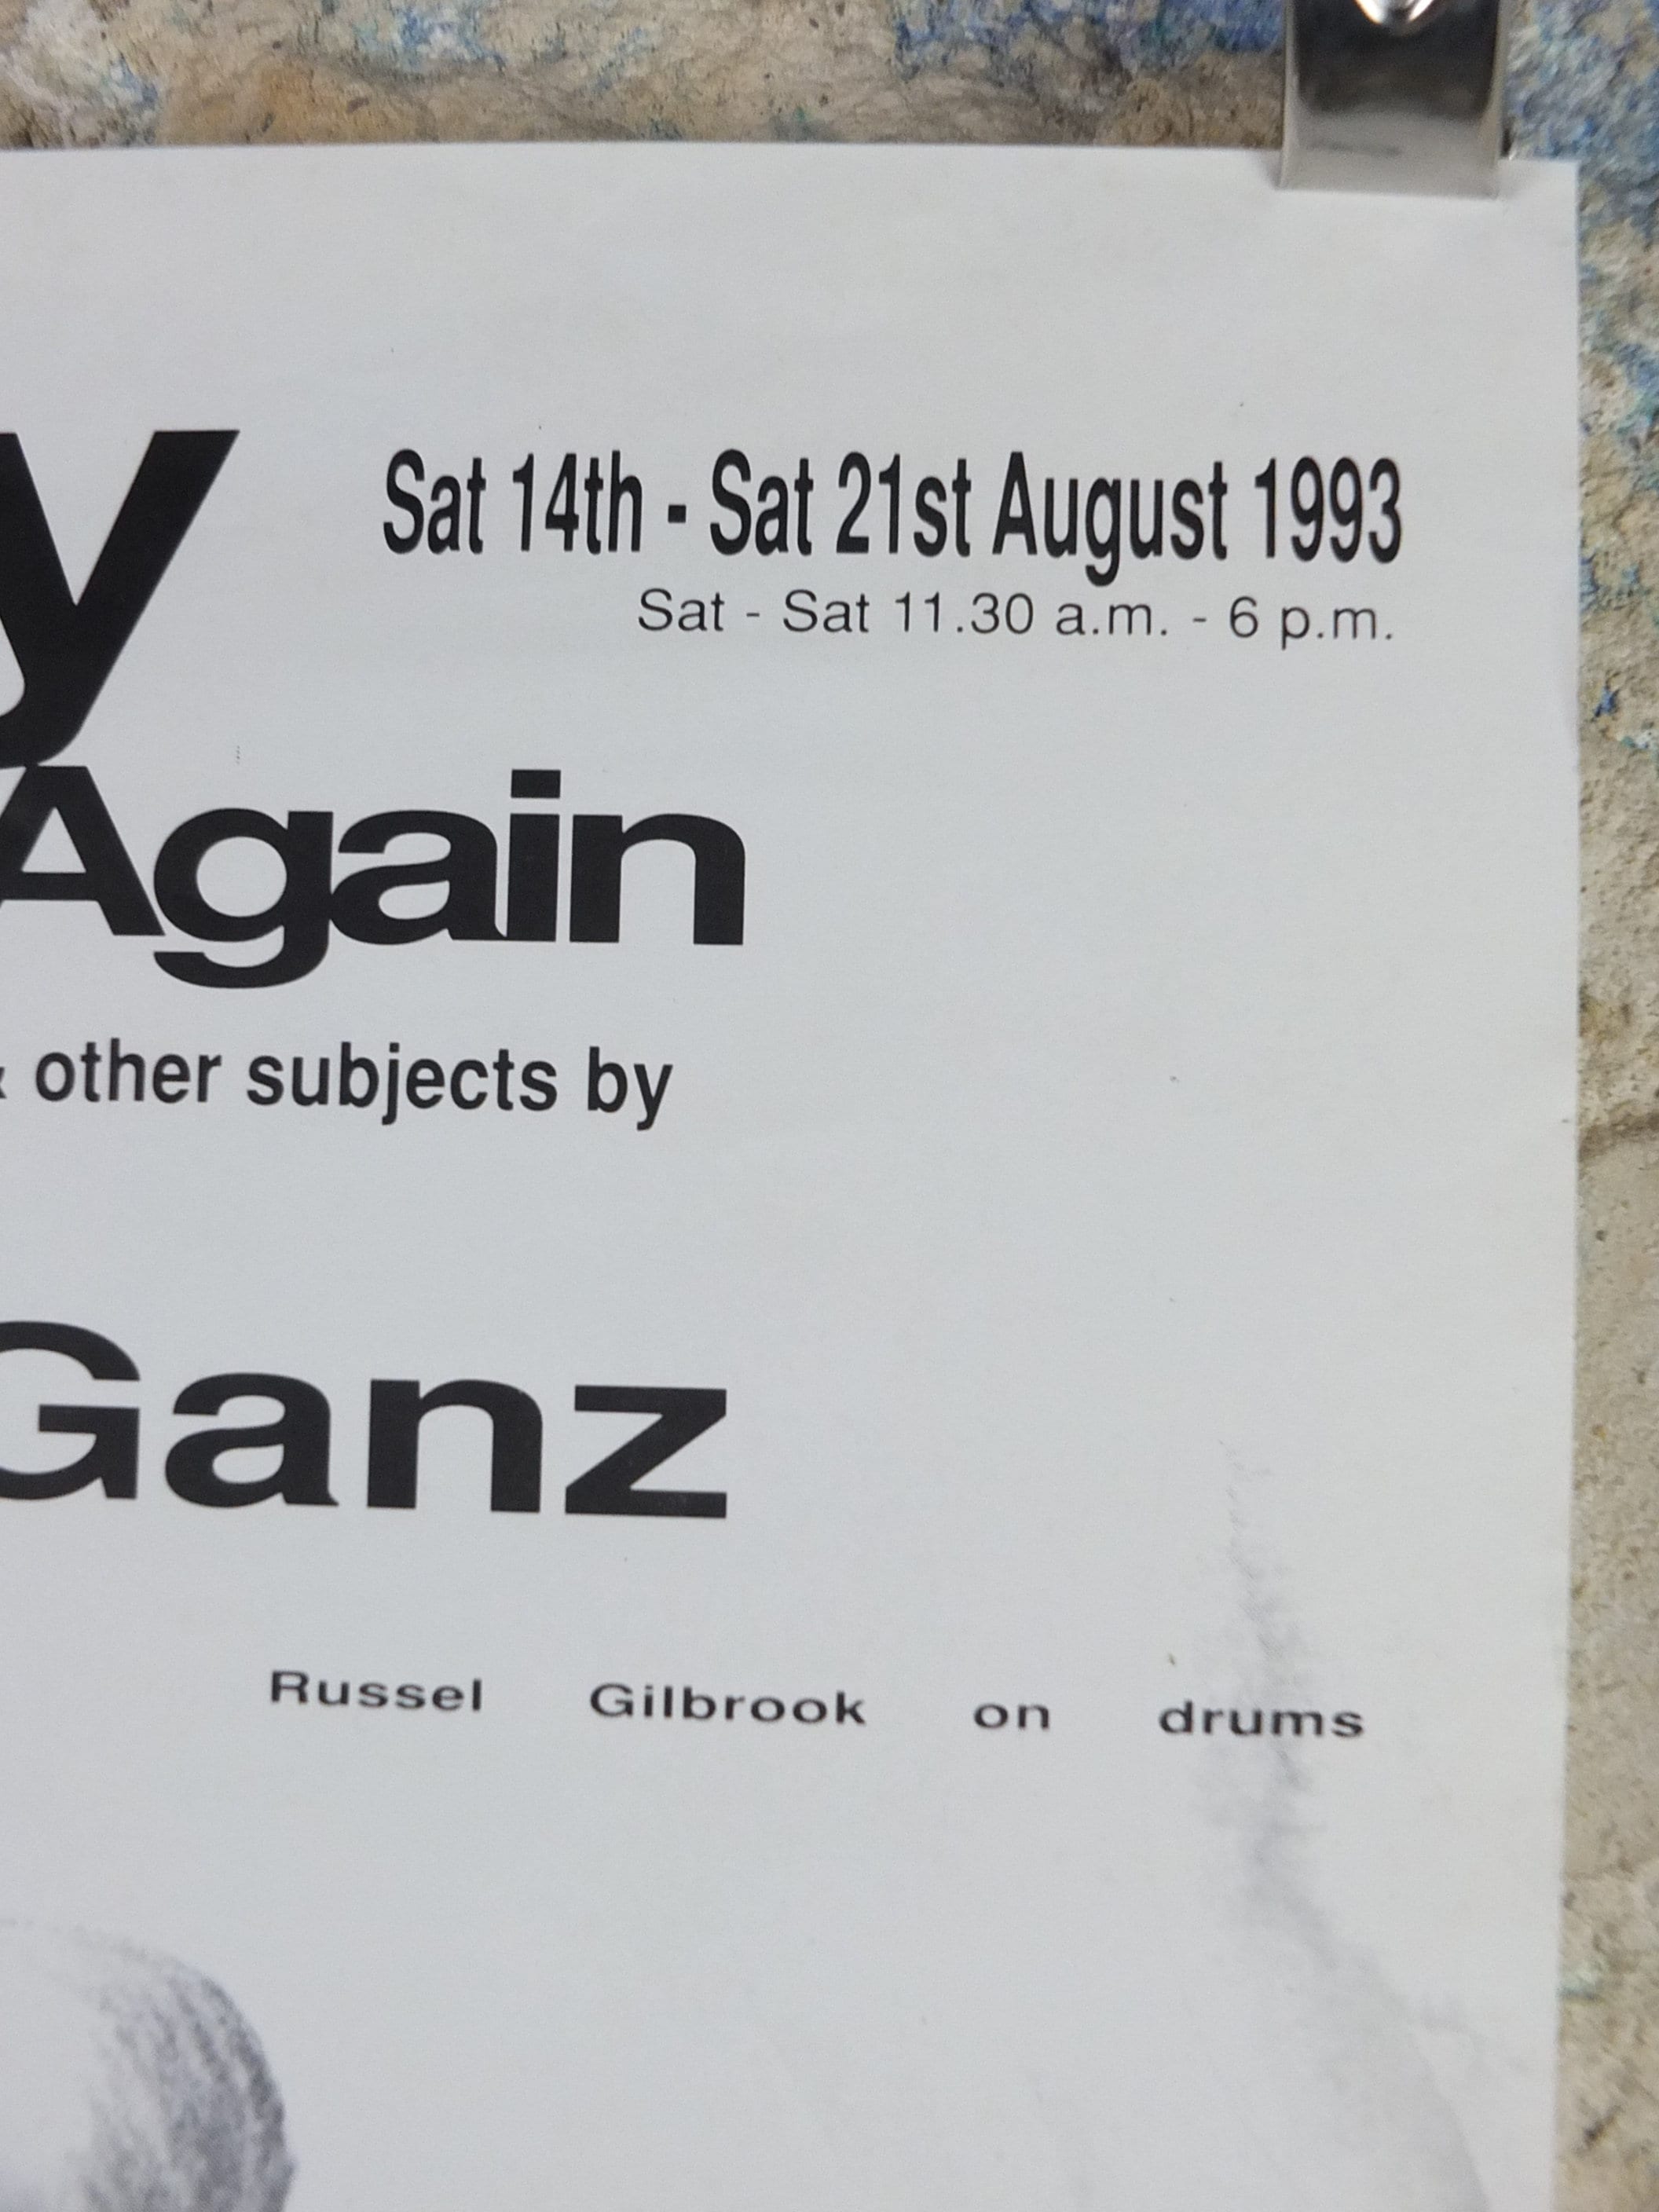 y
Sat 14th - Sat 21st August 1993
Sat - Sat 11.30 a.m. - 6 p.m.
Again
& other subjects by
Ganz
Russel Gilbrook on drums